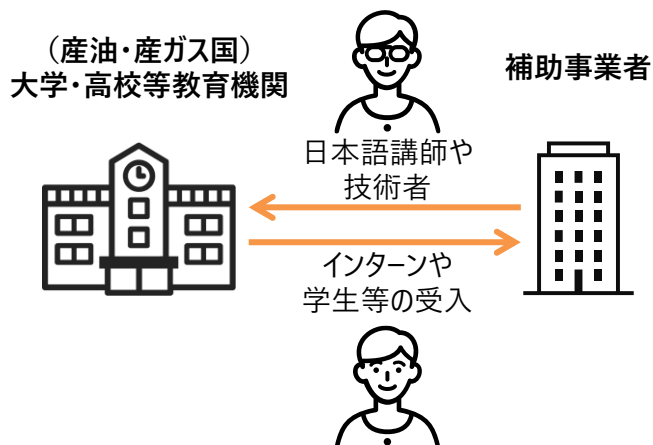 （産油・産ガス国）
大学・高校等教育機関
補助事業者
日本語講師や
技術者
インターンや
学生等の受入